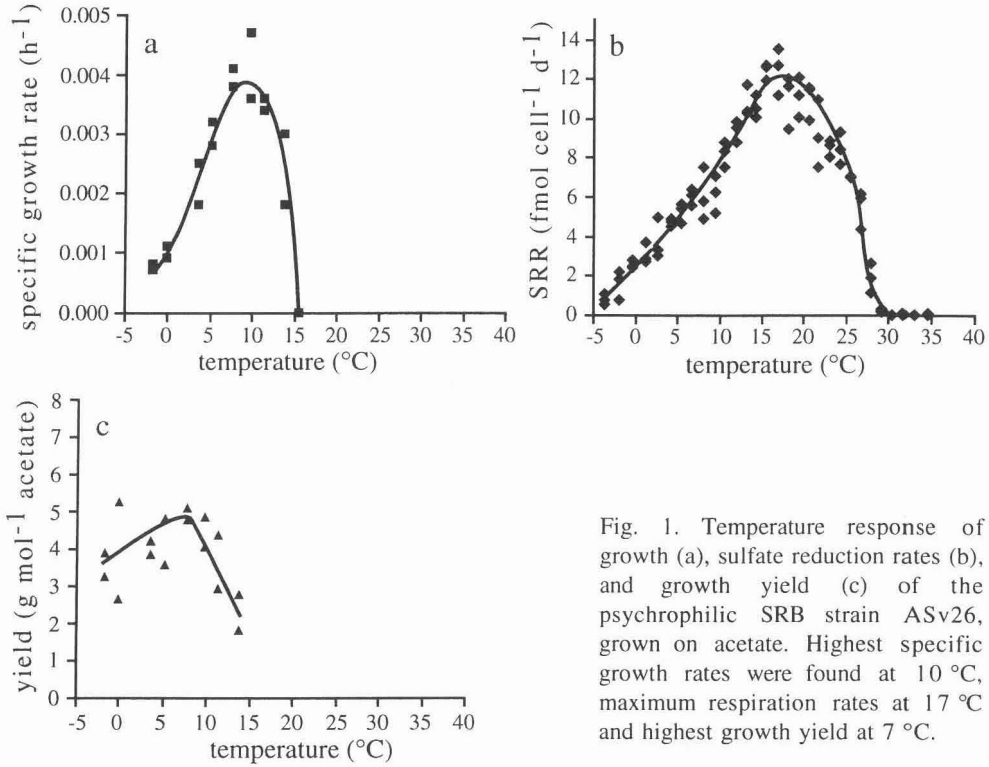 0.005
0.004
0.003
0.002
0.001
0.000
specific growth rate (h⁻¹)
a
-5 0 5 10 15 20 25 30 35 40
temperature (°C)
14
12
10
8
6
4
2
0
SRR (fmol cell⁻¹ d⁻¹)
b
-5 0 5 10 15 20 25 30 35 40
temperature (°C)
8
7
6
5
4
3
2
1
0
yield (g mol⁻¹ acetate)
c
-5 0 5 10 15 20 25 30 35 40
temperature (°C)
Fig. 1. Temperature response of
growth (a), sulfate reduction rates (b),
and growth yield (c) of the
psychrophilic SRB strain ASv26,
grown on acetate. Highest specific
growth rates were found at 10 °C,
maximum respiration rates at 17 °C
and highest growth yield at 7 °C.